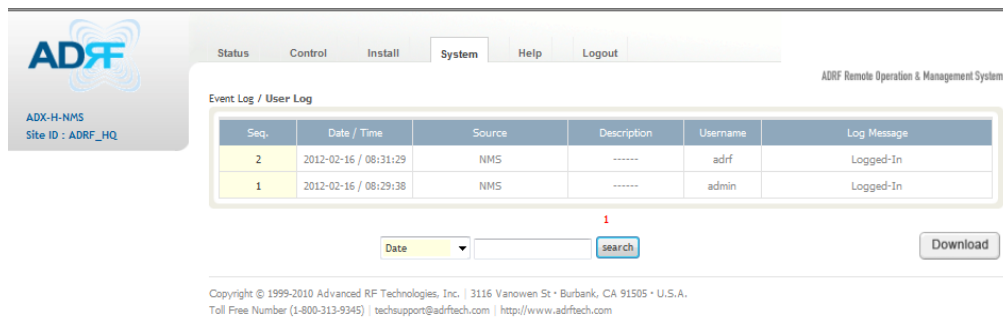 ADRF
ADX-H-NMS
Site ID : ADRF_HQ
Status Control Install System Help Logout
ADRF Remote Operation & Management System
Event Log / User Log
Seq. Date / Time Source Description Username Log Message
2 2012-02-16 / 08:31:29 NMS ------ adrf Logged-In
1 2012-02-16 / 08:29:38 NMS ------ admin Logged-In
1
Date search Download
Copyright © 1999-2010 Advanced RF Technologies, Inc. | 3116 Vanowen St • Burbank, CA 91505 • U.S.A.
Toll Free Number (1-800-313-9345) | techsupport@adrftech.com | http://www.adrftech.com